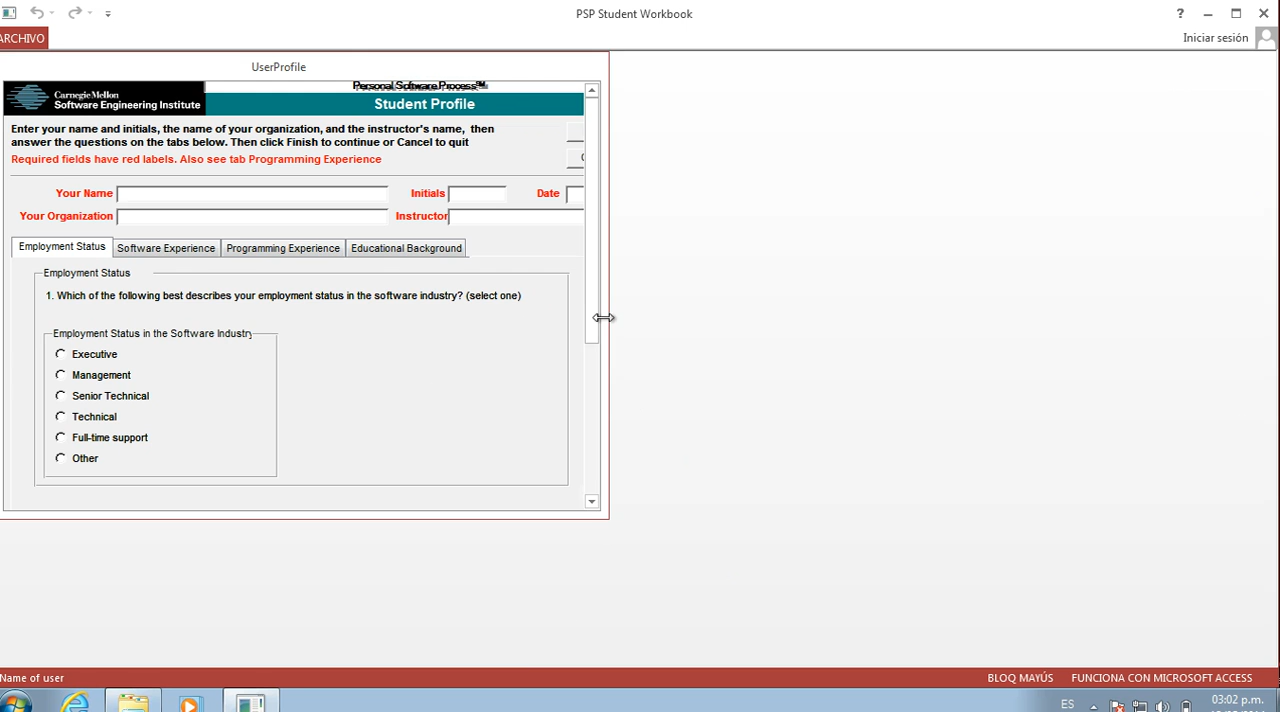 PSP Student Workbook
?
ARCHIVO
Iniciar sesión
UserProfile
Carnegie Mellon
Software Engineering Institute
Personal Software Process℠
Student Profile
Enter your name and initials, the name of your organization, and the instructor's name, then
answer the questions on the tabs below. Then click Finish to continue or Cancel to quit
Required fields have red labels. Also see tab Programming Experience
Your Name
Initials
Date
Your Organization
Instructor
Employment Status
Software Experience
Programming Experience
Educational Background
Employment Status
1. Which of the following best describes your employment status in the software industry? (select one)
Employment Status in the Software Industry
Executive
Management
Senior Technical
Technical
Full-time support
Other
Name of user
BLOQ MAYÚS
FUNCIONA CON MICROSOFT ACCESS
ES
03:02 p.m.